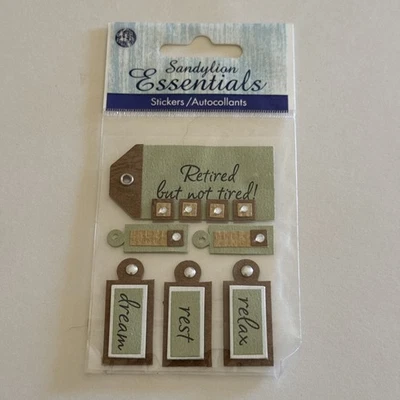 Sandylion
Essentials
Stickers/Autocollants
Retired
but not tired!
dream
rest
relax